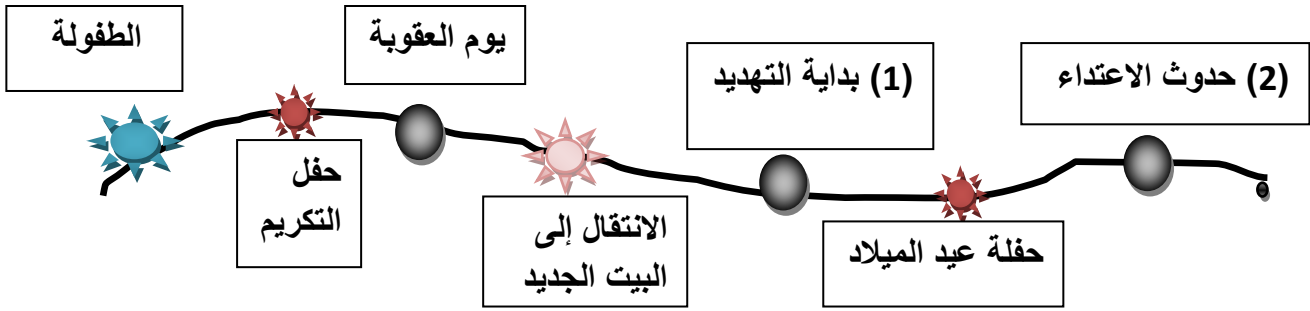 الطفولة
حفل
التكريم
يوم العقوبة
الانتقال إلى
البيت الجديد
(1) بداية التهديد
حفلة عيد الميلاد
(2) حدوث الاعتداء